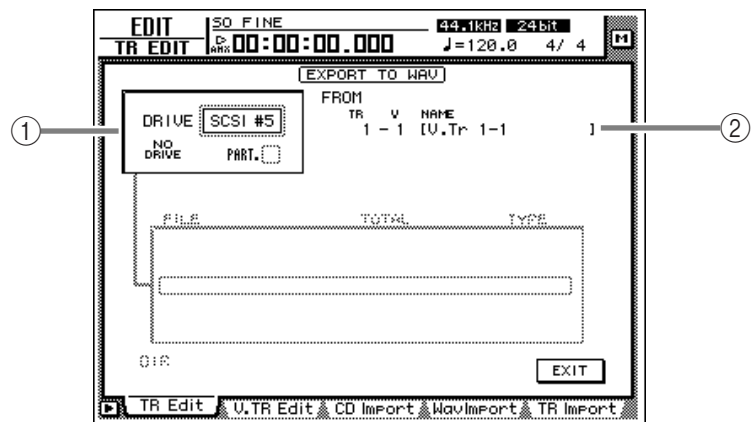 EDIT
TR EDIT
SO FINE
AMX 00:00:00.000
44.1kHz 24bit
♩=120.0 4/ 4
M
EXPORT TO WAV
1
DRIVE SCSI #5
NO DRIVE
PART.
FROM
TR V NAME
1 - 1 [V.Tr 1-1 ]
2
FILE TOTAL TYPE
DIR
EXIT
TR Edit V.TR Edit CD Import WavImport TR Import